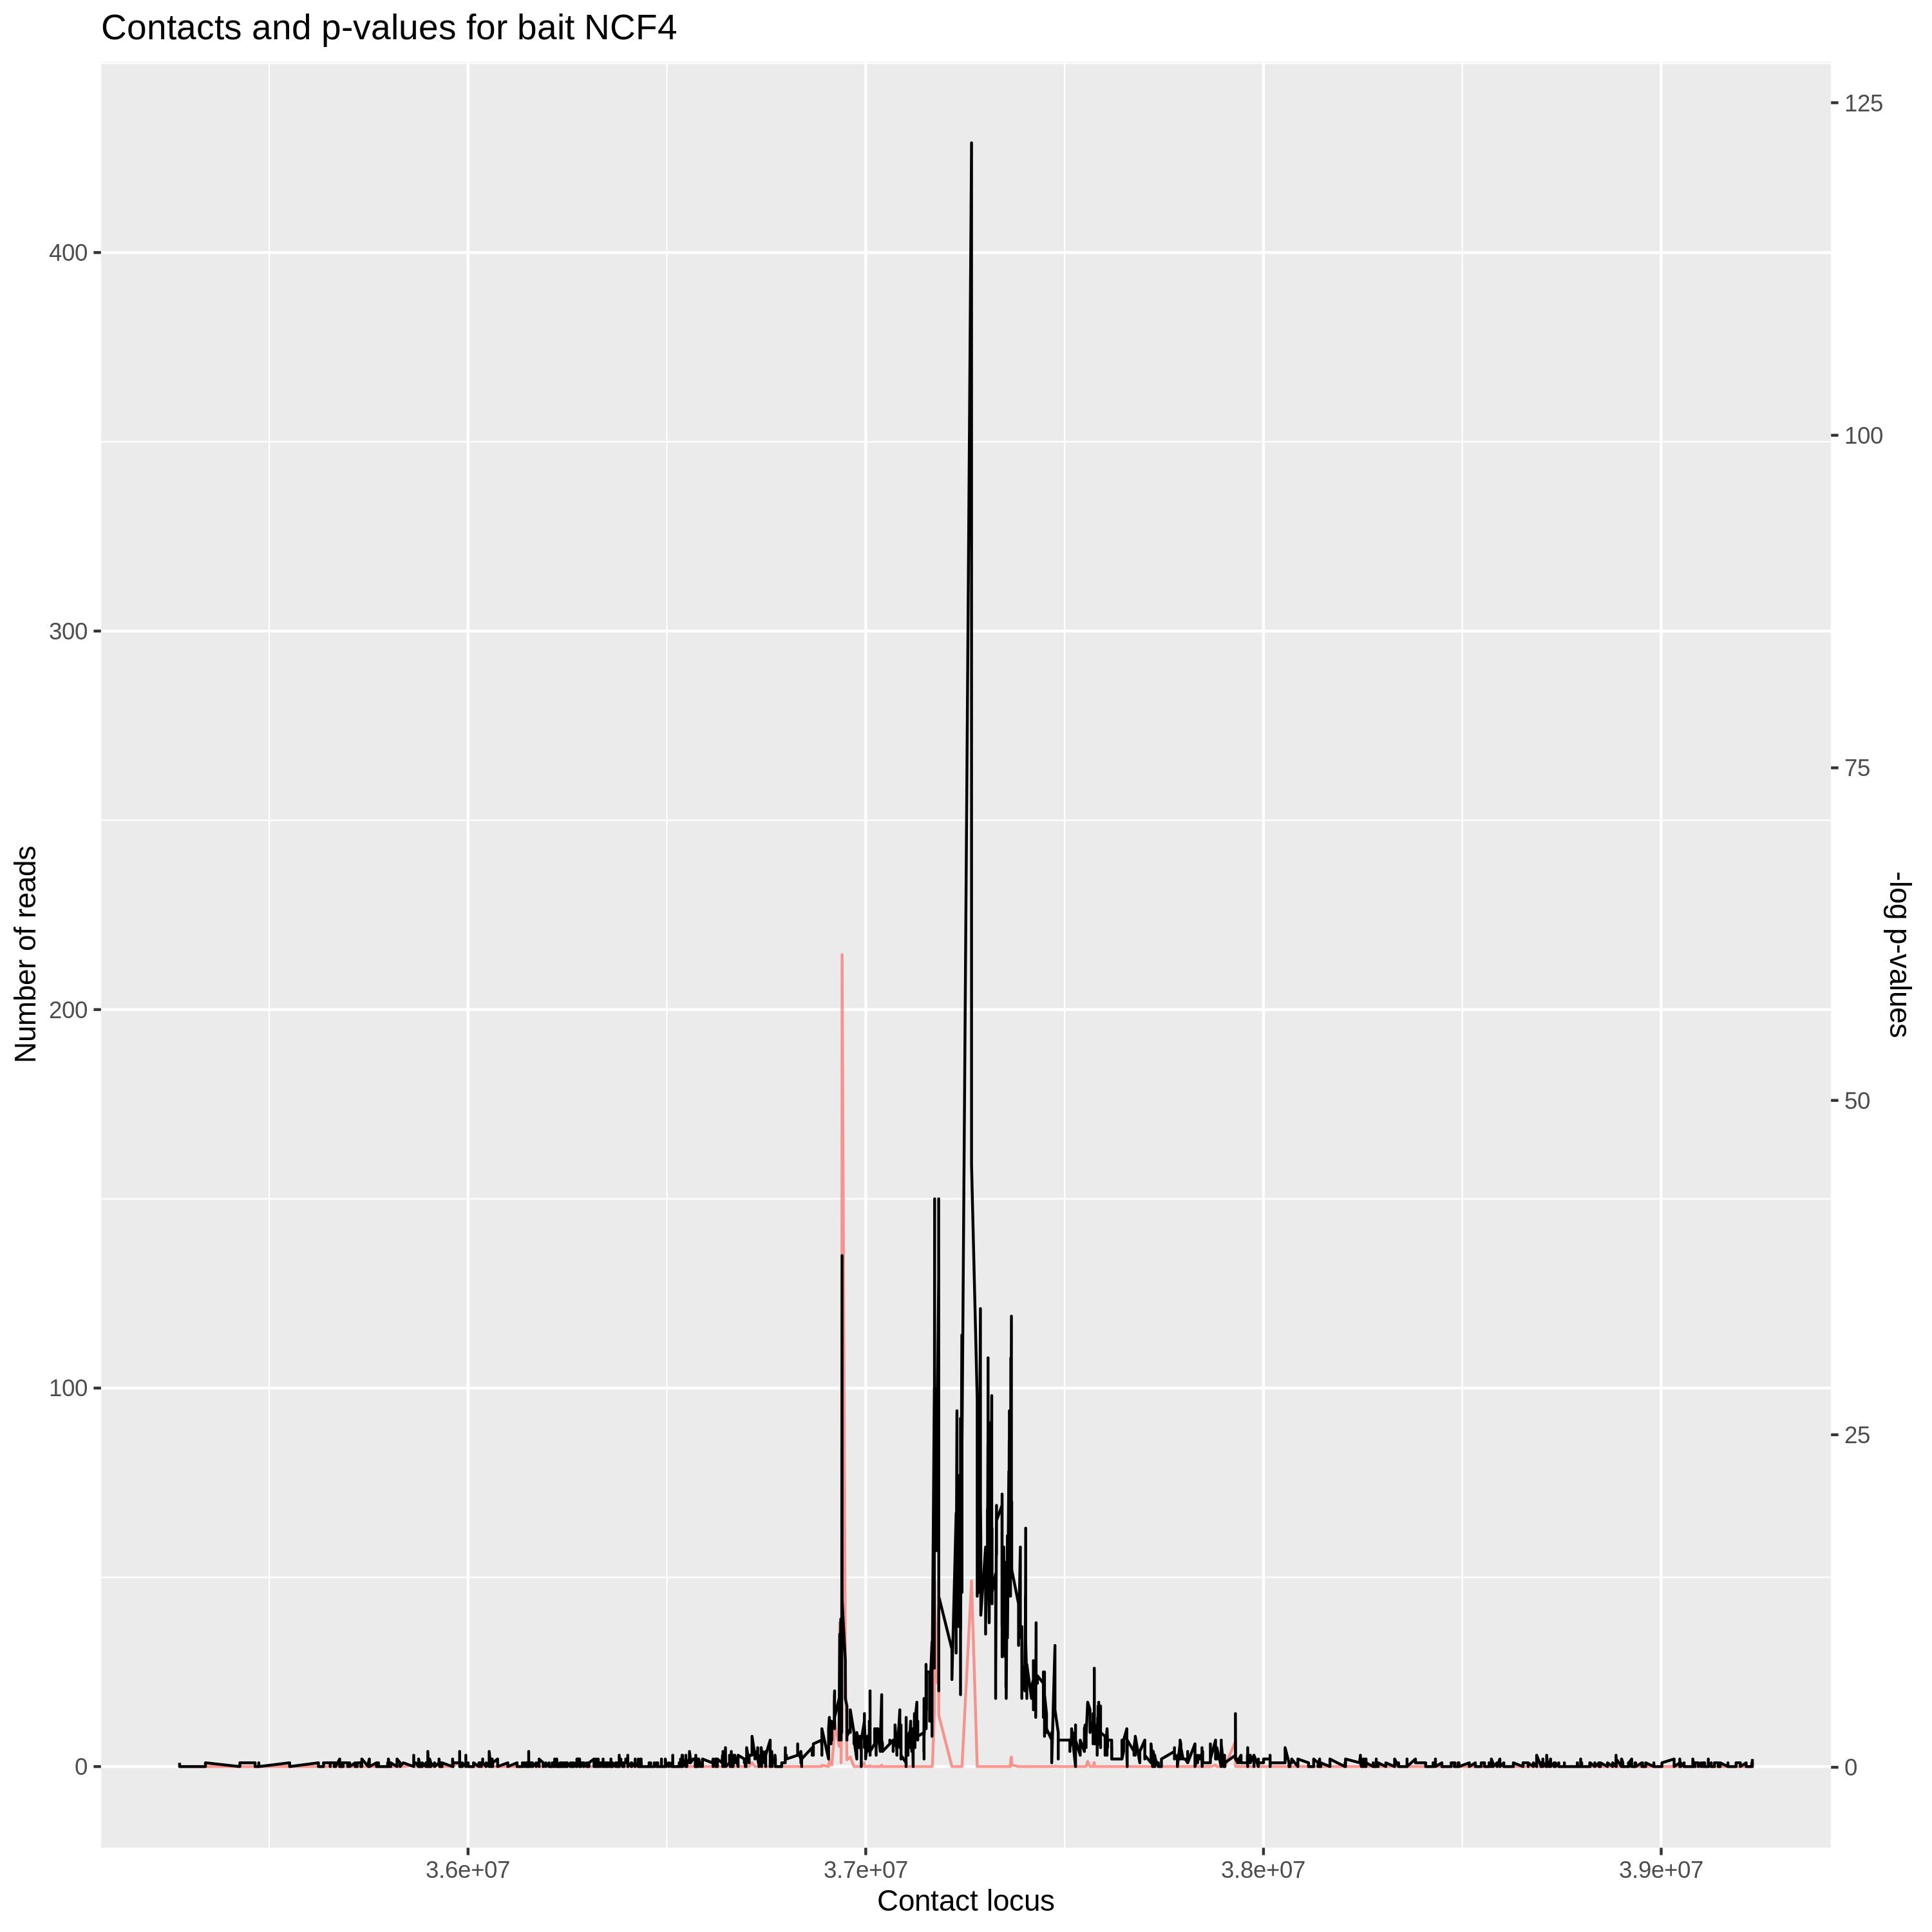 Contacts and p-values for bait NCF4
Number of reads
400
300
200
100
0
125
100
75
50
25
0
-log p-values
3.6e+07
3.7e+07
3.8e+07
3.9e+07
Contact locus